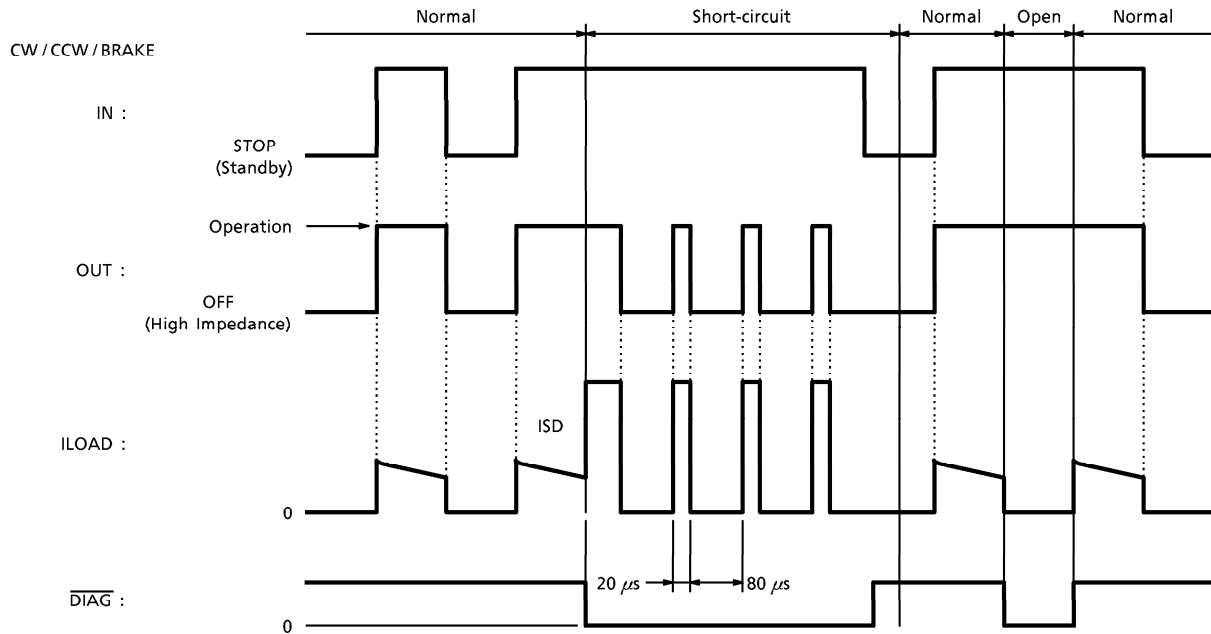 Normal Short-circuit Normal Open Normal
CW / CCW / BRAKE
IN :
STOP
(Standby)
Operation
OUT :
OFF
(High Impedance)
ISD
ILOAD :
0
20 μs 80 μs
DIAG :
0